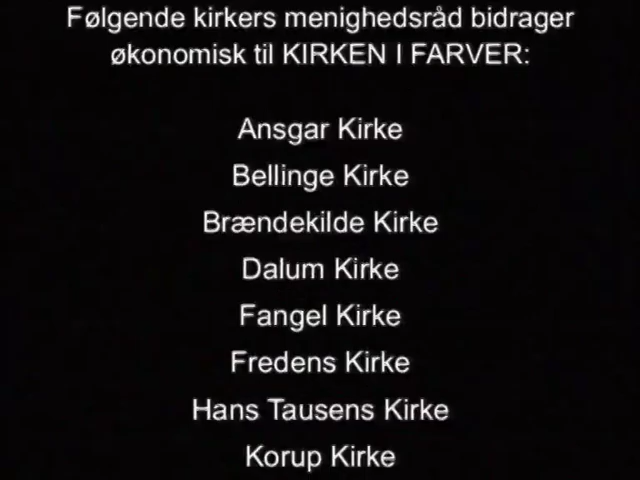 Følgende kirkers menighedsråd bidrager
økonomisk til KIRKEN I FARVER:
Ansgar Kirke
Bellinge Kirke
Brændekilde Kirke
Dalum Kirke
Fangel Kirke
Fredens Kirke
Hans Tausens Kirke
Korup Kirke